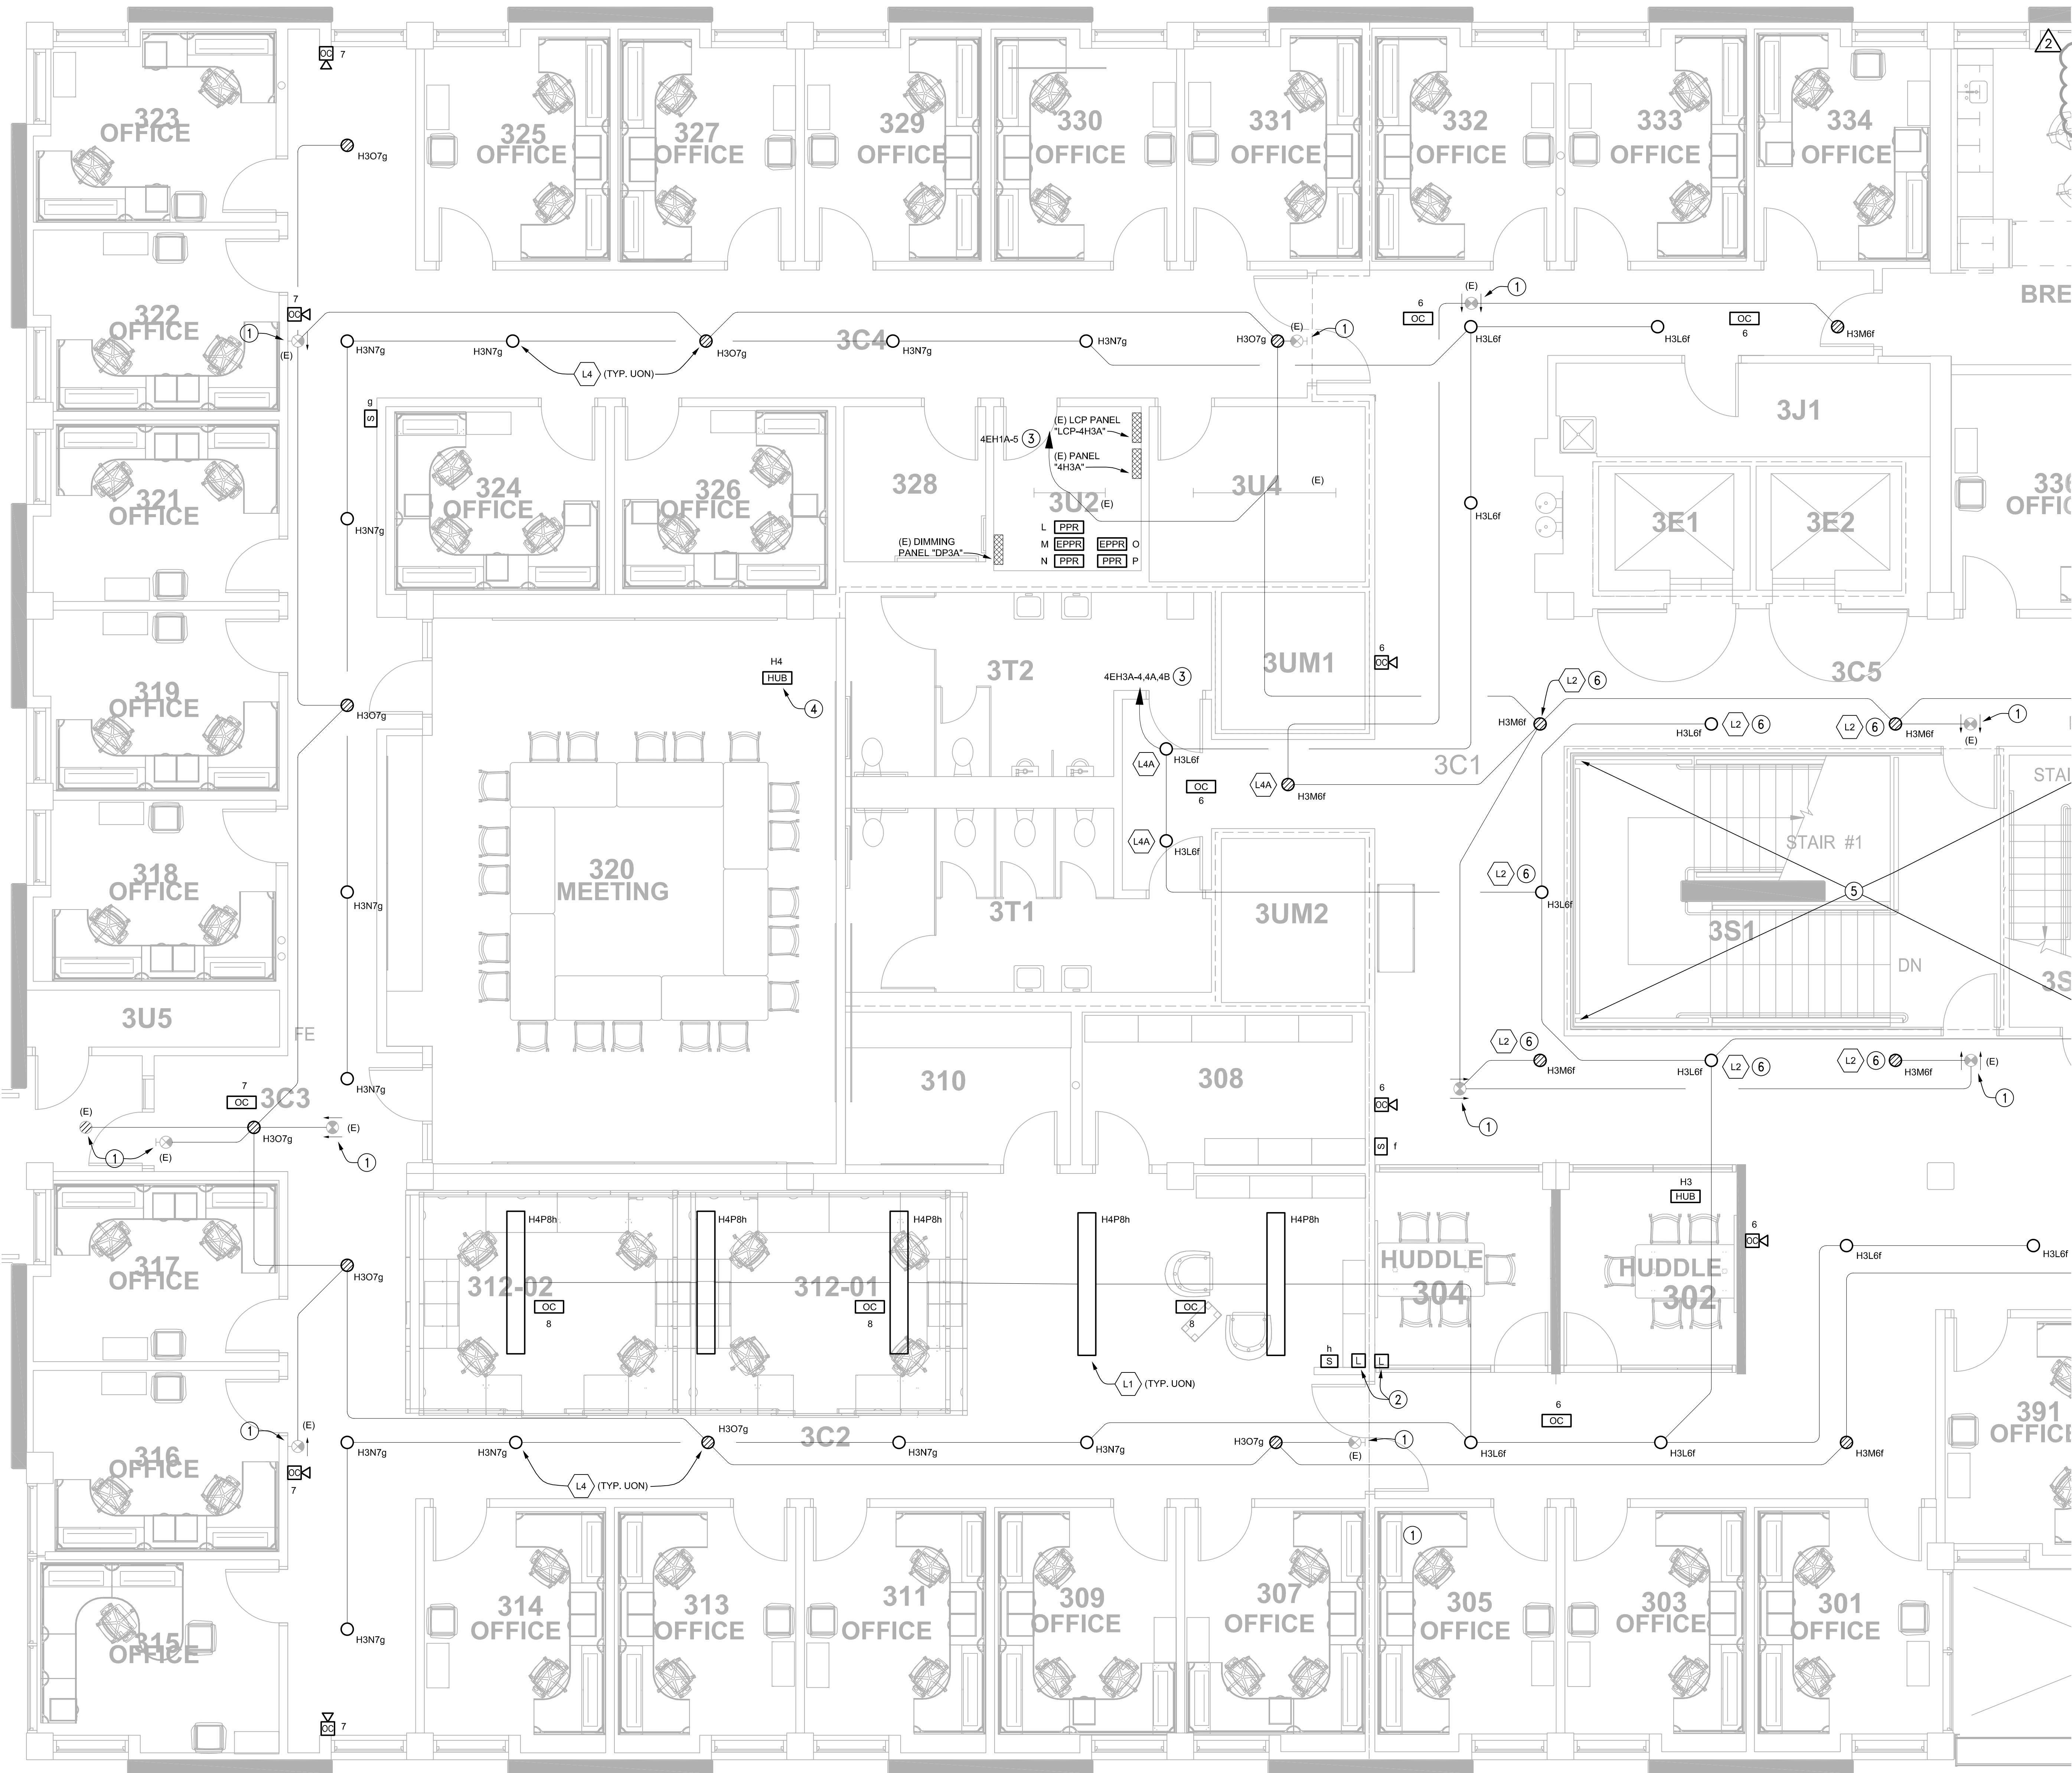 OC 7
2
323
OFFICE
325
OFFICE
327
OFFICE
329
OFFICE
330
OFFICE
331
OFFICE
332
OFFICE
333
OFFICE
334
OFFICE
H3O7g
BRE
7
OC
322
OFFICE
1
(E)
H3N7g
H3N7g
H3O7g
3C4
H3N7g
H3N7g
H3O7g
(E)
1
6
OC
(E)
1
H3L6f
H3L6f
OC
6
H3M6f
L4 (TYP. UON)
g
S
324
OFFICE
326
OFFICE
328
4EH1A-5 3
(E) LCP PANEL
"LCP-4H3A"
(E) PANEL
"4H3A"
3U2
(E)
3U4
(E)
3J1
336
OFFIC
3E1
3E2
H3L6f
321
OFFICE
H3N7g
(E) DIMMING
PANEL "DP3A"
L PPR
M EPPR
N PPR
EPPR O
PPR P
319
OFFICE
H3O7g
H4
HUB
4
3T2
3UM1
6
OC
4EH3A-4,4A,4B 3
3C5
L2 6
H3M6f
H3L6f
L2 6
L2 6
H3M6f
1
(E)
L4A
H3L6f
OC
6
L4A
H3M6f
3C1
STAI
L4A
H3L6f
STAIR #1
318
OFFICE
H3N7g
320
MEETING
3T1
3UM2
L2 6
H3L6f
5
3S1
DN
3S
3U5
FE
H3N7g
310
308
L2 6
H3M6f
H3L6f
L2 6
L2 6
H3M6f
(E)
1
7
OC
3C3
(E)
H3O7g
(E)
1
(E)
1
6
OC
S f
1
317
OFFICE
H3O7g
H4P8h
H4P8h
H4P8h
H4P8h
H4P8h
312-02
OC
8
312-01
OC
8
OC
8
HUDDLE
304
H3
HUB
HUDDLE
302
6
OC
H3L6f
H3L6f
L1 (TYP. UON)
h
S
L
L
2
316
OFFICE
1
(E)
H3N7g
H3N7g
H3O7g
3C2
H3N7g
H3N7g
H3O7g
(E)
1
H3L6f
6
OC
H3L6f
H3M6f
391
OFFICE
OC
7
L4 (TYP. UON)
315
OFFICE
H3N7g
314
OFFICE
313
OFFICE
311
OFFICE
309
OFFICE
307
OFFICE
1
305
OFFICE
303
OFFICE
301
OFFICE
OC 7